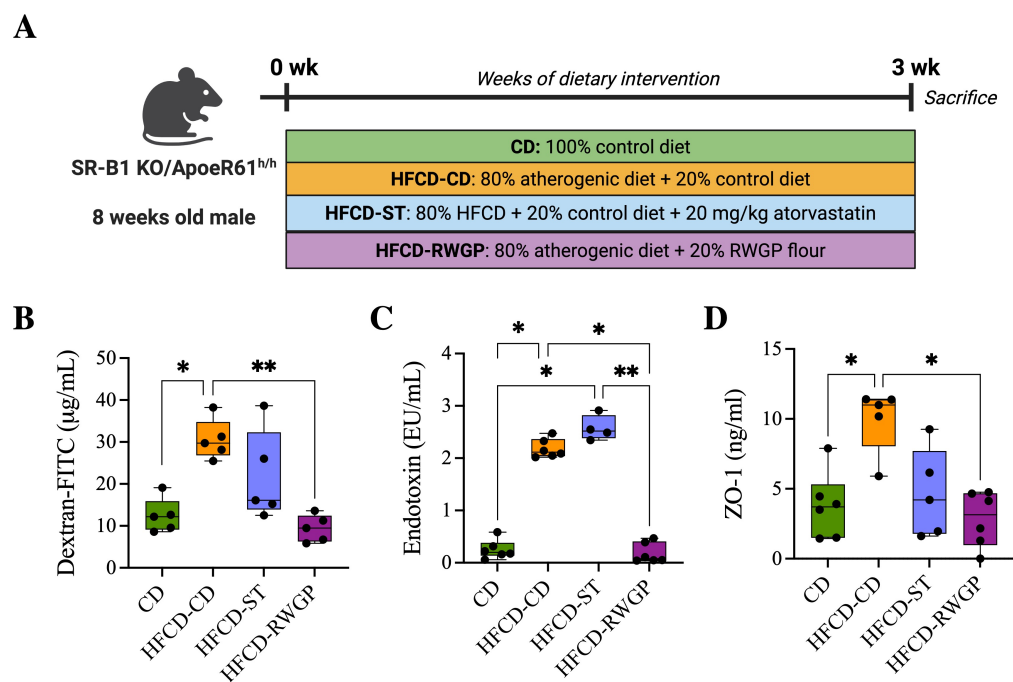 A
0 wk
Weeks of dietary intervention
3 wk
Sacrifice
SR-B1 KO/ApoeR61h/h
8 weeks old male
CD: 100% control diet
HFCD-CD: 80% atherogenic diet + 20% control diet
HFCD-ST: 80% HFCD + 20% control diet + 20 mg/kg atorvastatin
HFCD-RWGP: 80% atherogenic diet + 20% RWGP flour
B
Dextran-FITC (µg/mL)
50
40
30
20
10
0
*
**
CD
HFCD-CD
HFCD-ST
HFCD-RWGP
C
Endotoxin (EU/mL)
4
3
2
1
0
*
*
*
**
CD
HFCD-CD
HFCD-ST
HFCD-RWGP
D
ZO-1 (ng/ml)
15
10
5
0
*
*
CD
HFCD-CD
HFCD-ST
HFCD-RWGP